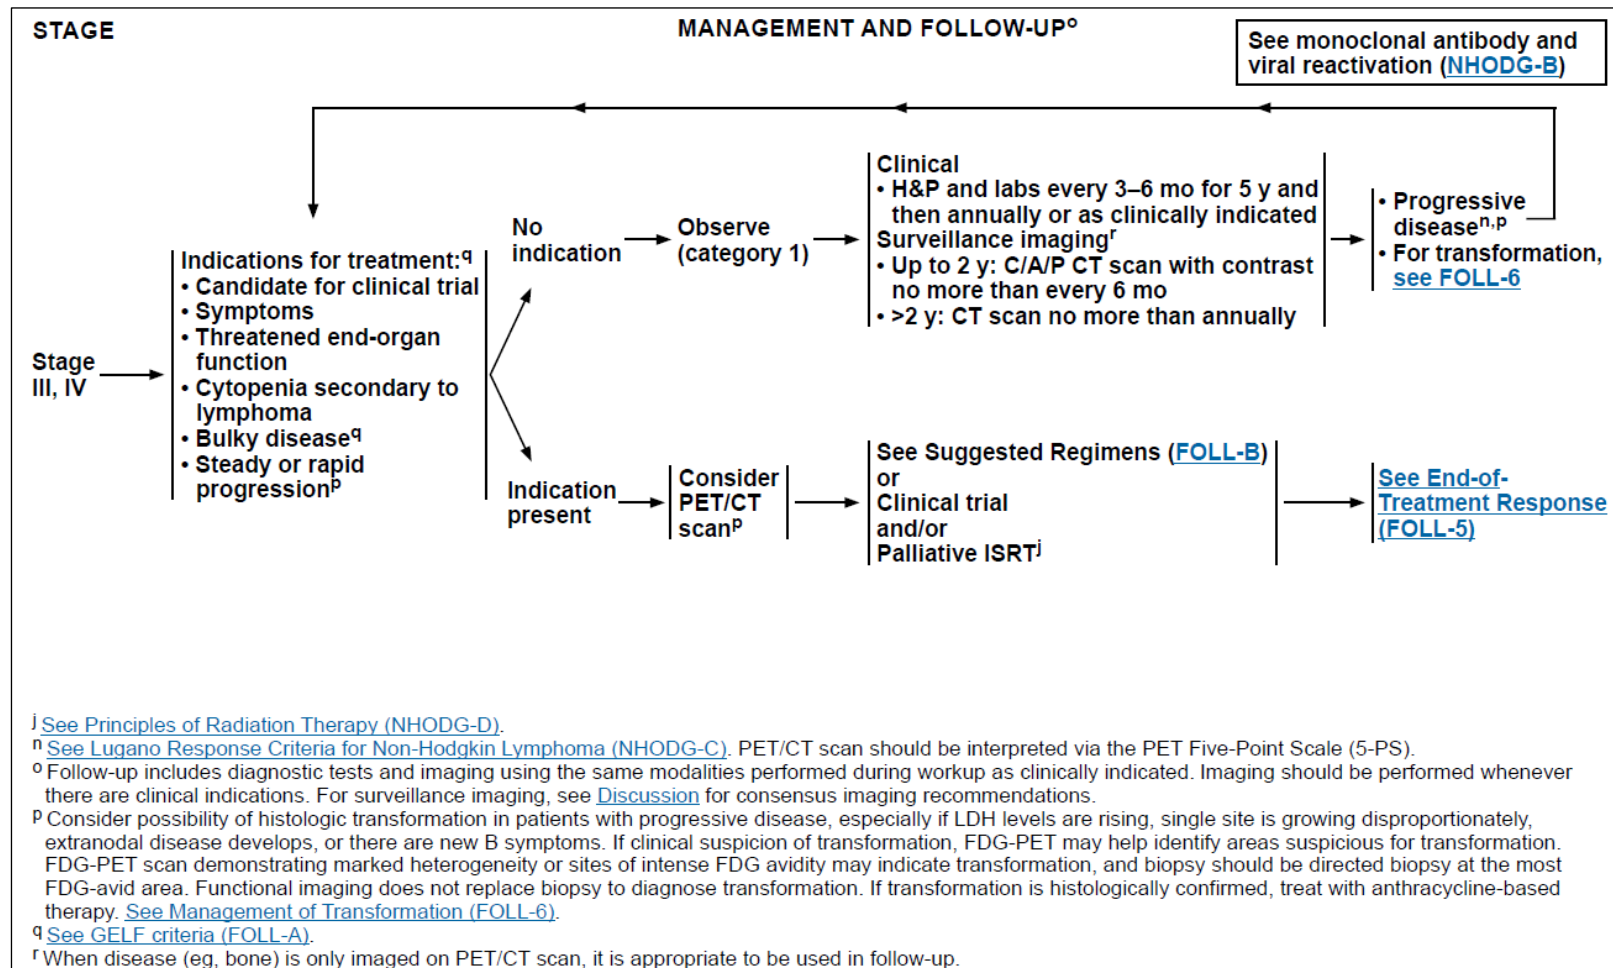 STAGE
MANAGEMENT AND FOLLOW-UPᵒ
See monoclonal antibody and
viral reactivation (NHODG-B)
Stage
III, IV
Indications for treatment:q
• Candidate for clinical trial
• Symptoms
• Threatened end-organ
function
• Cytopenia secondary to
lymphoma
• Bulky diseaseq
• Steady or rapid
progressionp
No
indication
Observe
(category 1)
Clinical
• H&P and labs every 3–6 mo for 5 y and
then annually or as clinically indicated
Surveillance imagingr
• Up to 2 y: C/A/P CT scan with contrast
no more than every 6 mo
• >2 y: CT scan no more than annually
• Progressive
diseasen,p
• For transformation,
see FOLL-6
Indication
present
Consider
PET/CT
scanp
See Suggested Regimens (FOLL-B)
or
Clinical trial
and/or
Palliative ISRTj
See End-of-
Treatment Response
(FOLL-5)
j See Principles of Radiation Therapy (NHODG-D).
n See Lugano Response Criteria for Non-Hodgkin Lymphoma (NHODG-C). PET/CT scan should be interpreted via the PET Five-Point Scale (5-PS).
o Follow-up includes diagnostic tests and imaging using the same modalities performed during workup as clinically indicated. Imaging should be performed whenever
there are clinical indications. For surveillance imaging, see Discussion for consensus imaging recommendations.
p Consider possibility of histologic transformation in patients with progressive disease, especially if LDH levels are rising, single site is growing disproportionately,
extranodal disease develops, or there are new B symptoms. If clinical suspicion of transformation, FDG-PET may help identify areas suspicious for transformation.
FDG-PET scan demonstrating marked heterogeneity or sites of intense FDG avidity may indicate transformation, and biopsy should be directed biopsy at the most
FDG-avid area. Functional imaging does not replace biopsy to diagnose transformation. If transformation is histologically confirmed, treat with anthracycline-based
therapy. See Management of Transformation (FOLL-6).
q See GELF criteria (FOLL-A).
r When disease (eg, bone) is only imaged on PET/CT scan, it is appropriate to be used in follow-up.